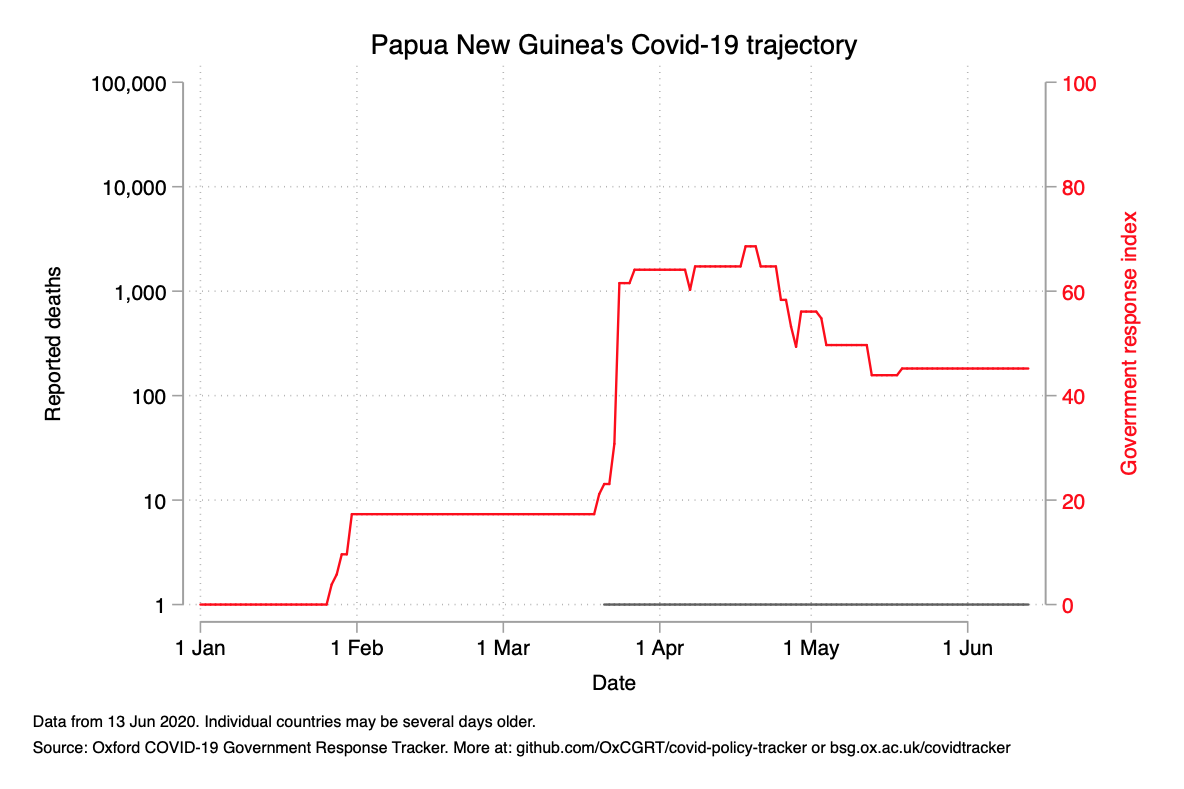 Papua New Guinea's Covid-19 trajectory
100,000
10,000
1,000
100
10
1
Reported deaths
100
80
60
40
20
0
Government response index
1 Jan
1 Feb
1 Mar
1 Apr
1 May
1 Jun
Date
Data from 13 Jun 2020. Individual countries may be several days older.
Source: Oxford COVID-19 Government Response Tracker. More at: github.com/OxCGRT/covid-policy-tracker or bsg.ox.ac.uk/covidtracker